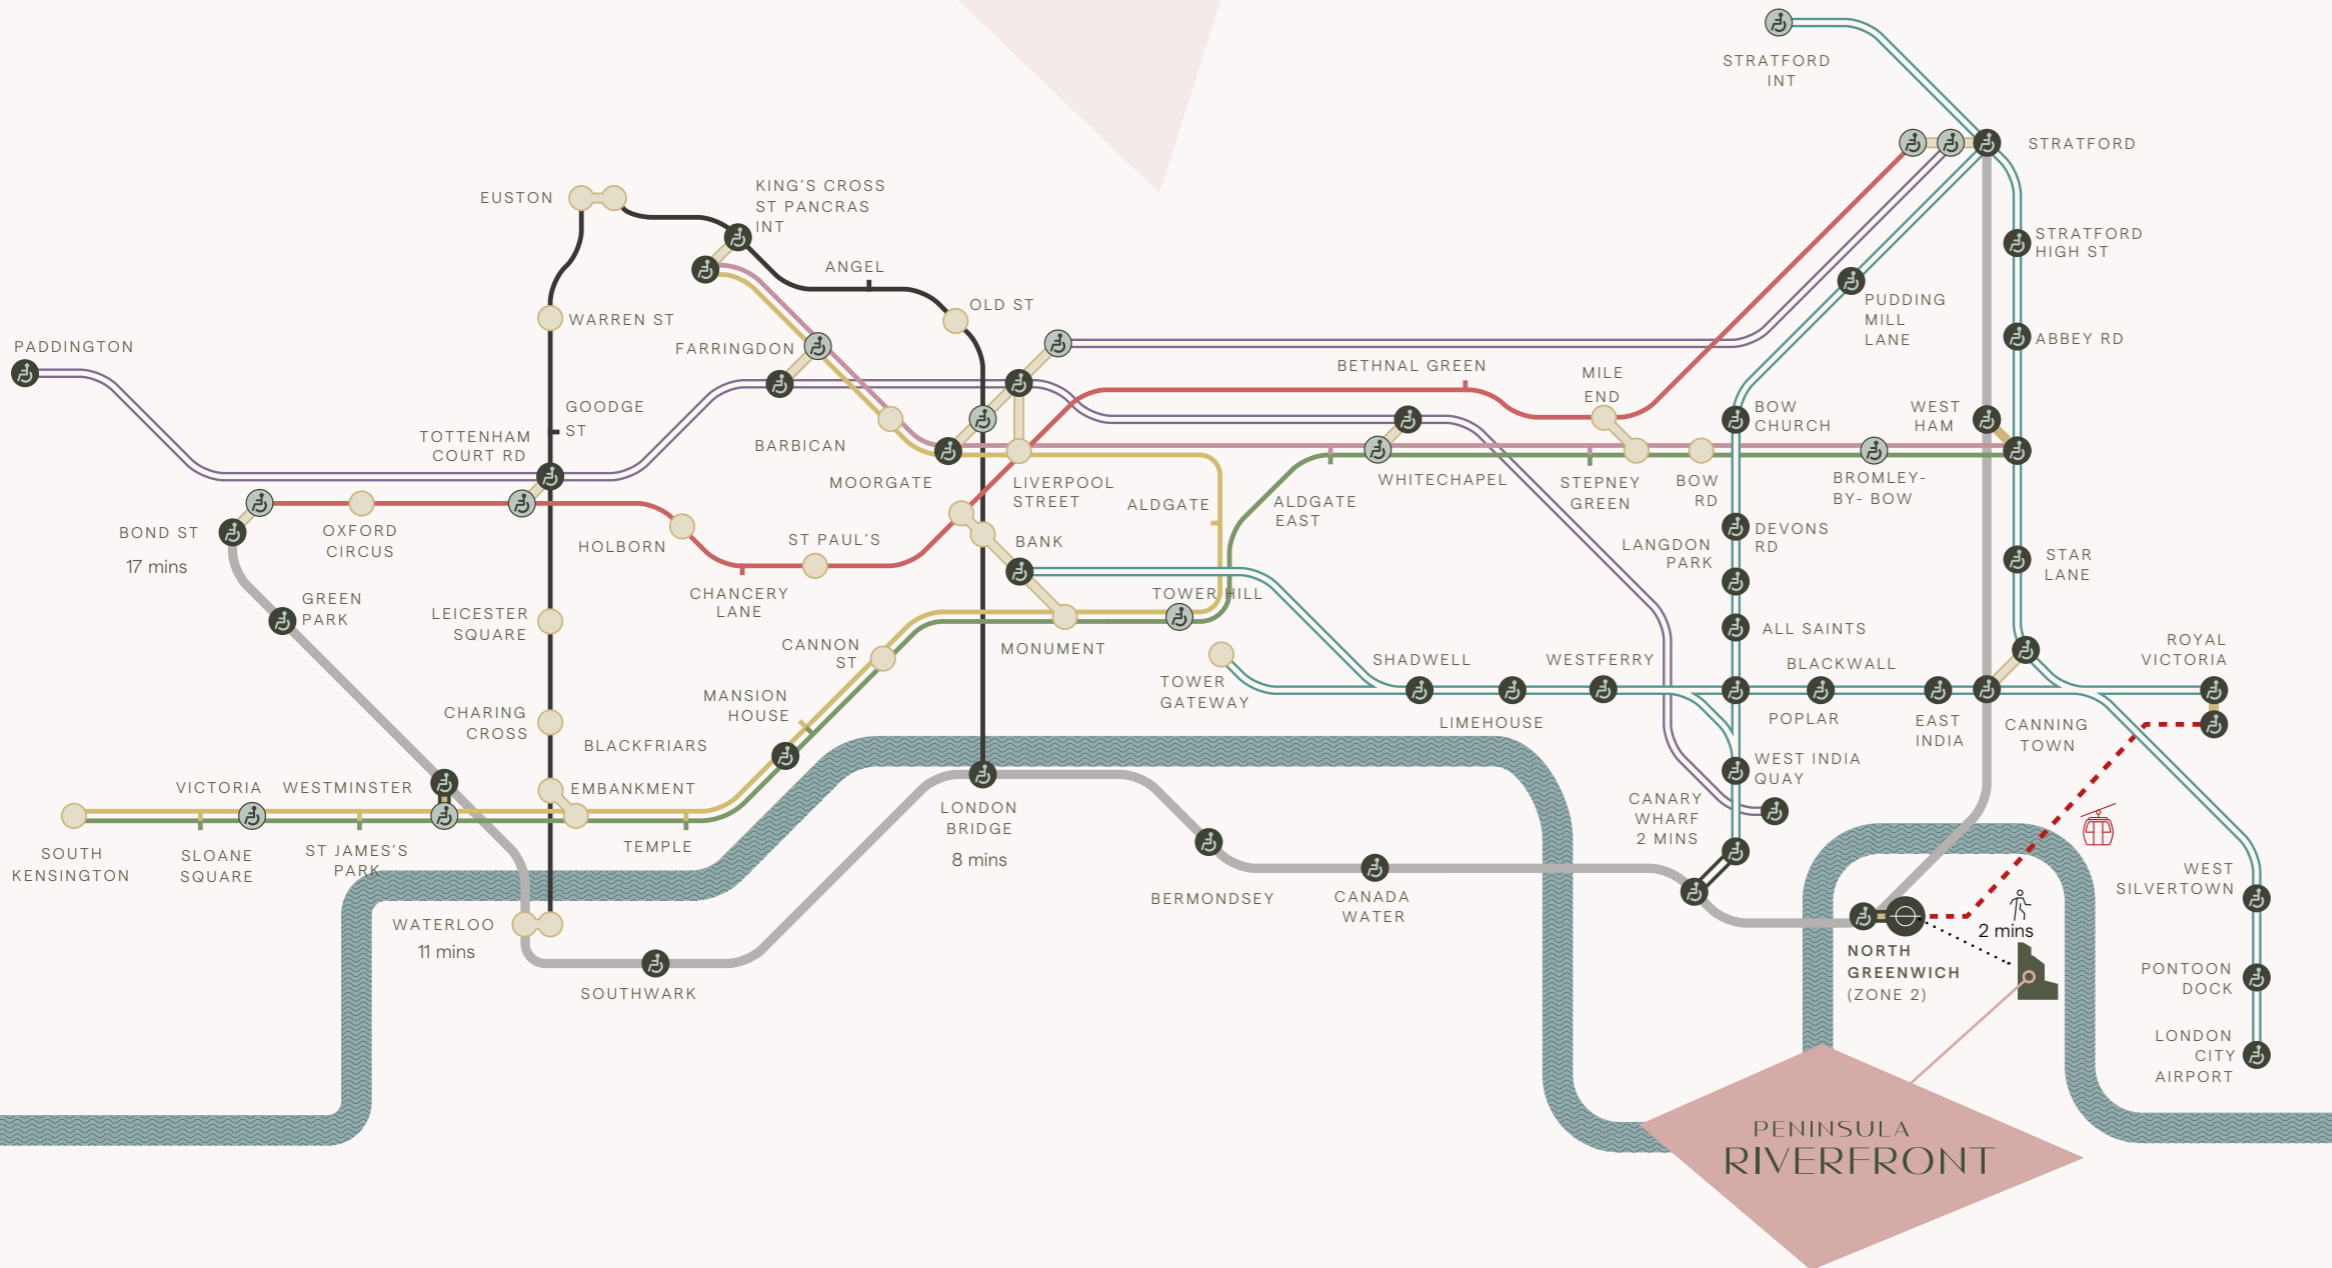 STRATFORD
INT
STRATFORD
EUSTON
KING'S CROSS
ST PANCRAS
INT
STRATFORD
HIGH ST
ANGEL
OLD ST
PUDDING
MILL
LANE
WARREN ST
PADDINGTON
FARRINGDON
ABBEY RD
BETHNAL GREEN
MILE
END
GOODGE
ST
BOW
CHURCH
WEST
HAM
TOTTENHAM
COURT RD
BARBICAN
MOORGATE
LIVERPOOL
STREET
ALDGATE
ALDGATE
EAST
WHITECHAPEL
STEPNEY
GREEN
BOW
RD
BROMLEY-
BY- BOW
BOND ST
17 mins
OXFORD
CIRCUS
HOLBORN
ST PAUL'S
BANK
DEVONS
RD
LANGDON
PARK
STAR
LANE
CHANCERY
LANE
TOWER HILL
GREEN
PARK
LEICESTER
SQUARE
CANNON
ST
MONUMENT
ALL SAINTS
ROYAL
VICTORIA
SHADWELL
WESTFERRY
BLACKWALL
TOWER
GATEWAY
MANSION
HOUSE
CHARING
CROSS
LIMEHOUSE
POPLAR
EAST
INDIA
CANNING
TOWN
BLACKFRIARS
WEST INDIA
QUAY
VICTORIA
WESTMINSTER
EMBANKMENT
CANARY
WHARF
2 MINS
LONDON
BRIDGE
8 mins
SOUTH
KENSINGTON
SLOANE
SQUARE
ST JAMES'S
PARK
TEMPLE
BERMONDSEY
CANADA
WATER
WEST
SILVERTOWN
WATERLOO
11 mins
2 mins
NORTH
GREENWICH
(ZONE 2)
SOUTHWARK
PONTOON
DOCK
LONDON
CITY
AIRPORT
PENINSULA
RIVERFRONT